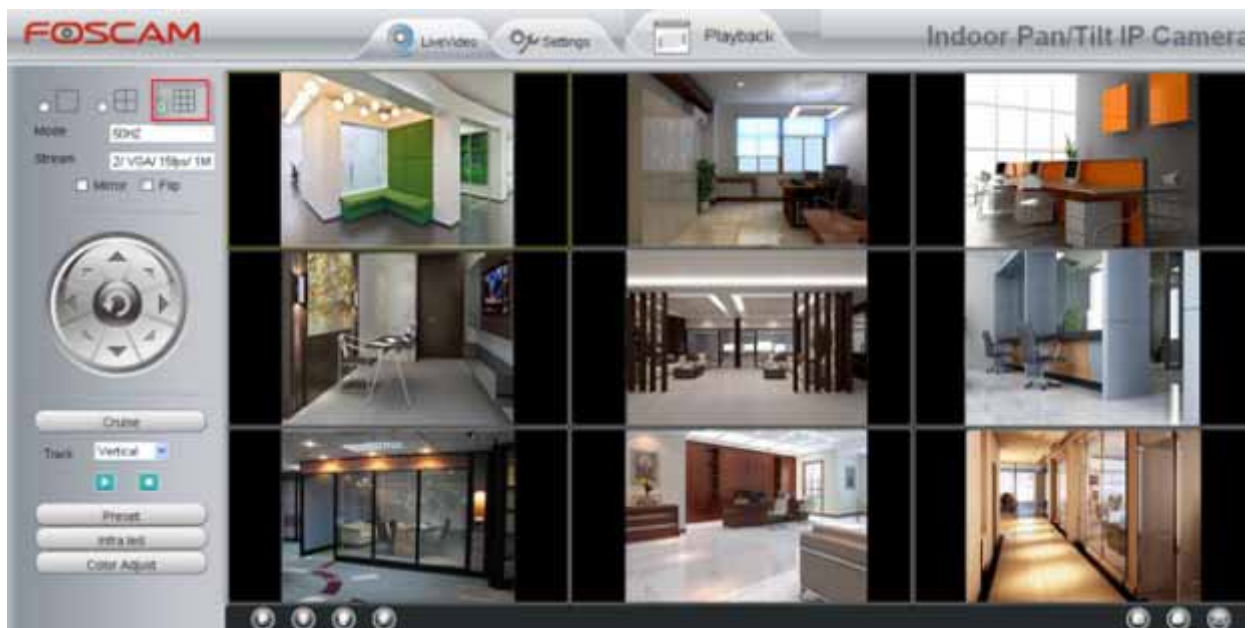 FOSCAM
LiveVideo
Settings
Playback
Indoor Pan/Tilt IP Camera
Mode
50HZ
Stream
2/ VGA/ 15fps/ 1M
Mirror
Flip
Cruise
Track
Vertical
Preset
Infra led
Color Adjust